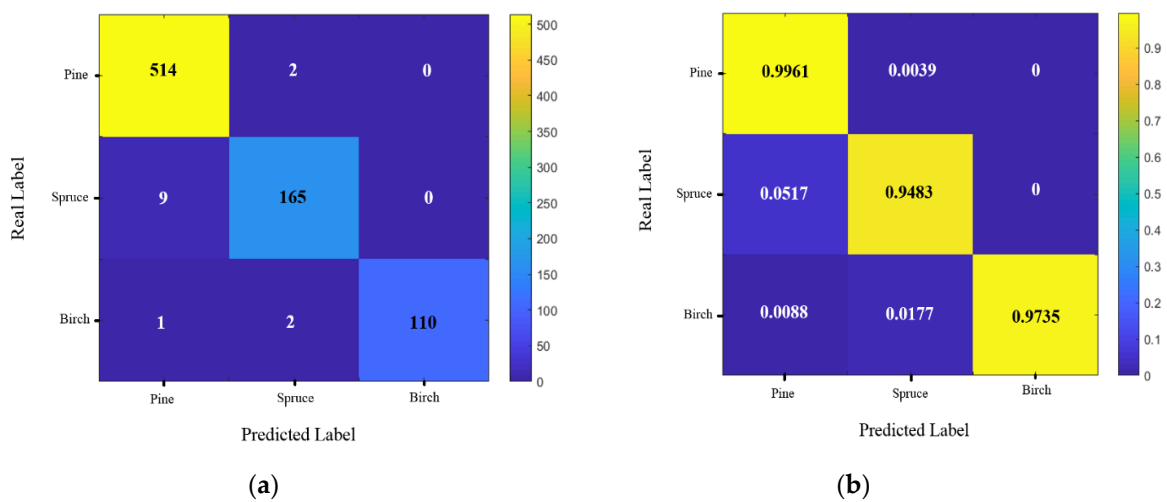 500
450
400
350
300
250
200
150
100
50
0
Pine
Spruce
Birch
Real Label
514 2 0
9 165 0
1 2 110
Pine Spruce Birch
Predicted Label
(a)
0.9
0.8
0.7
0.6
0.5
0.4
0.3
0.2
0.1
0
Pine
Spruce
Birch
Real Label
0.9961 0.0039 0
0.0517 0.9483 0
0.0088 0.0177 0.9735
Pine Spruce Birch
Predicted Label
(b)